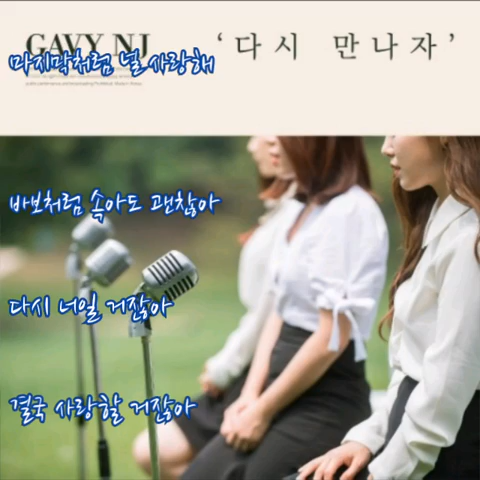 GAVY NJ
‘다시 만나자’
마지막처럼 널 사랑해
바보처럼 속아도 괜찮아
다시 너일 거잖아
결국 사랑할 거잖아